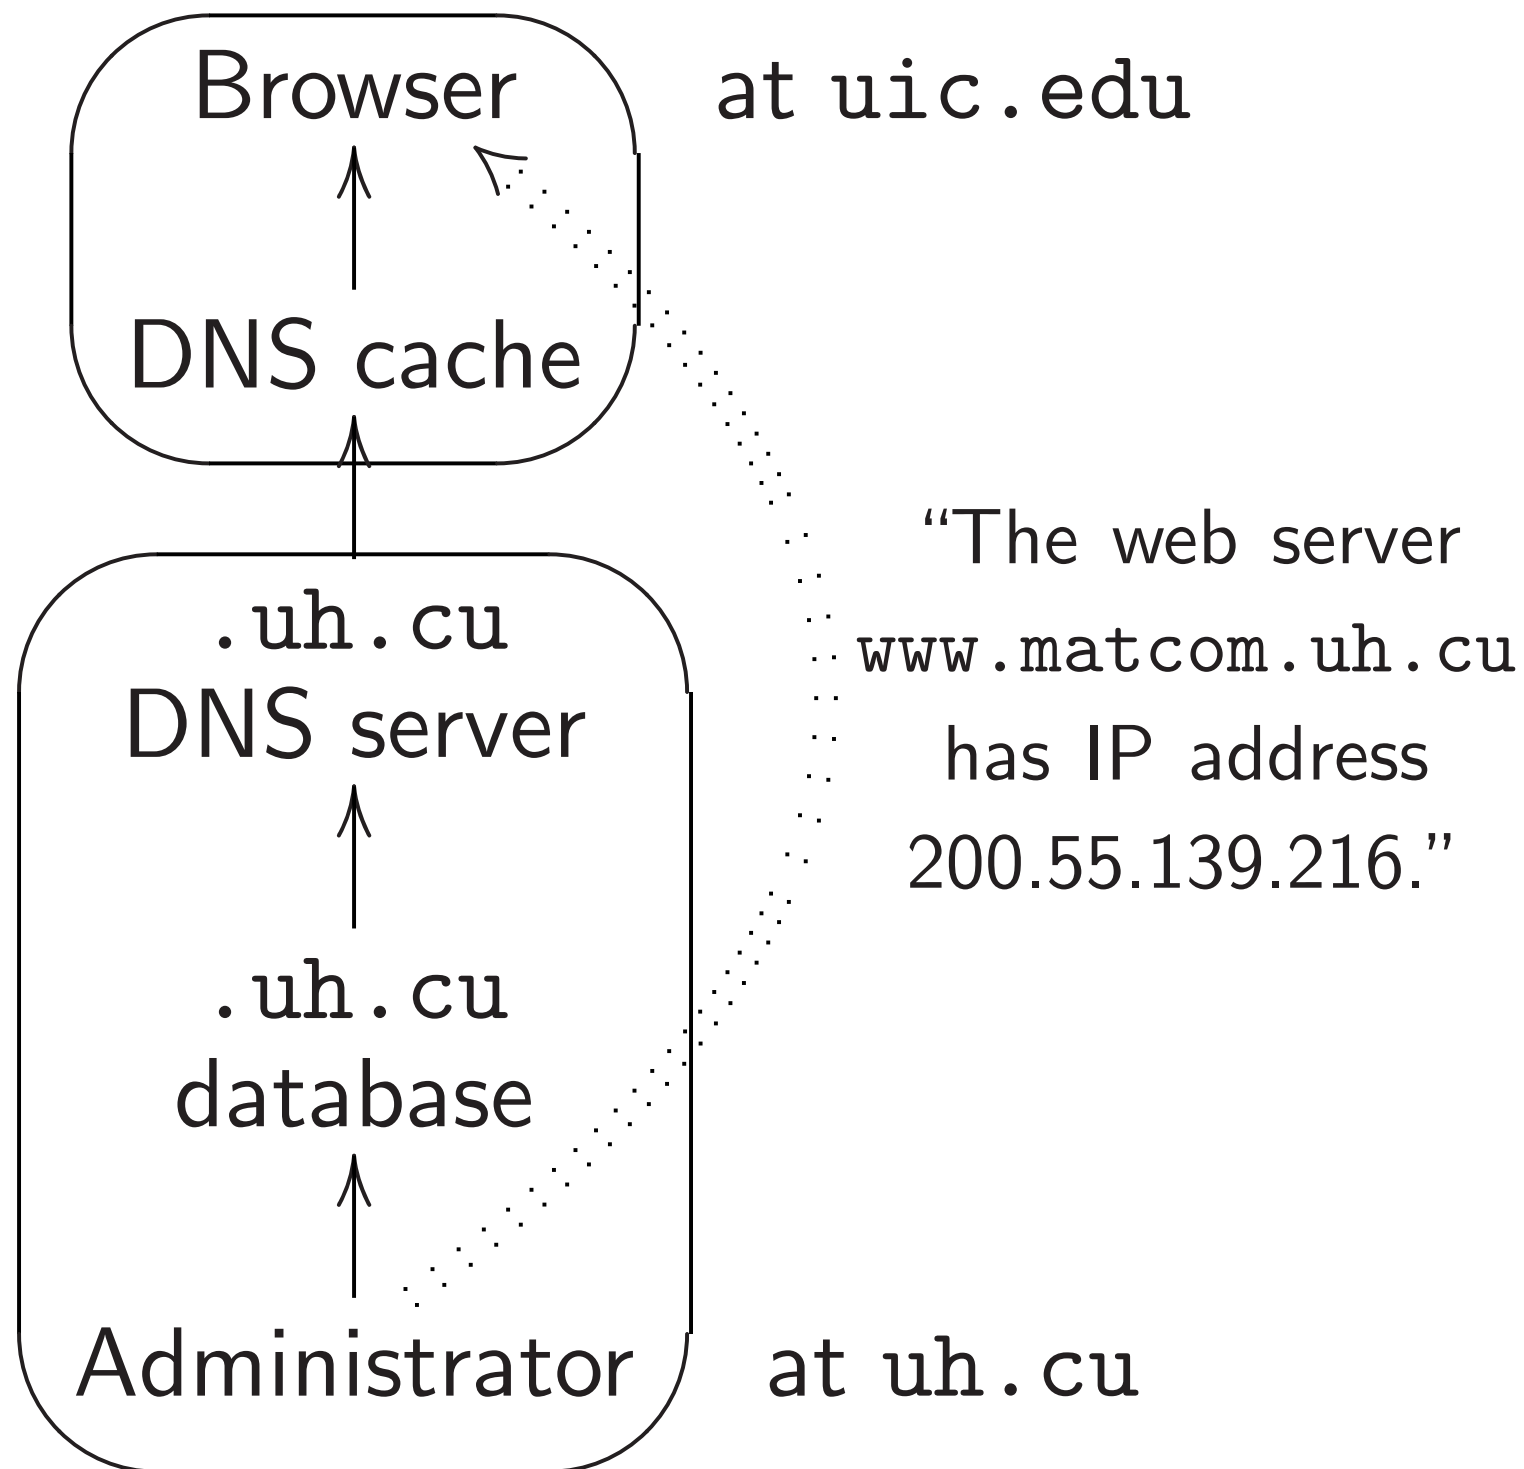 Browser
at uic.edu
DNS cache
“The web server
www.matcom.uh.cu
has IP address
200.55.139.216.”
.uh.cu
DNS server
.uh.cu
database
Administrator
at uh.cu